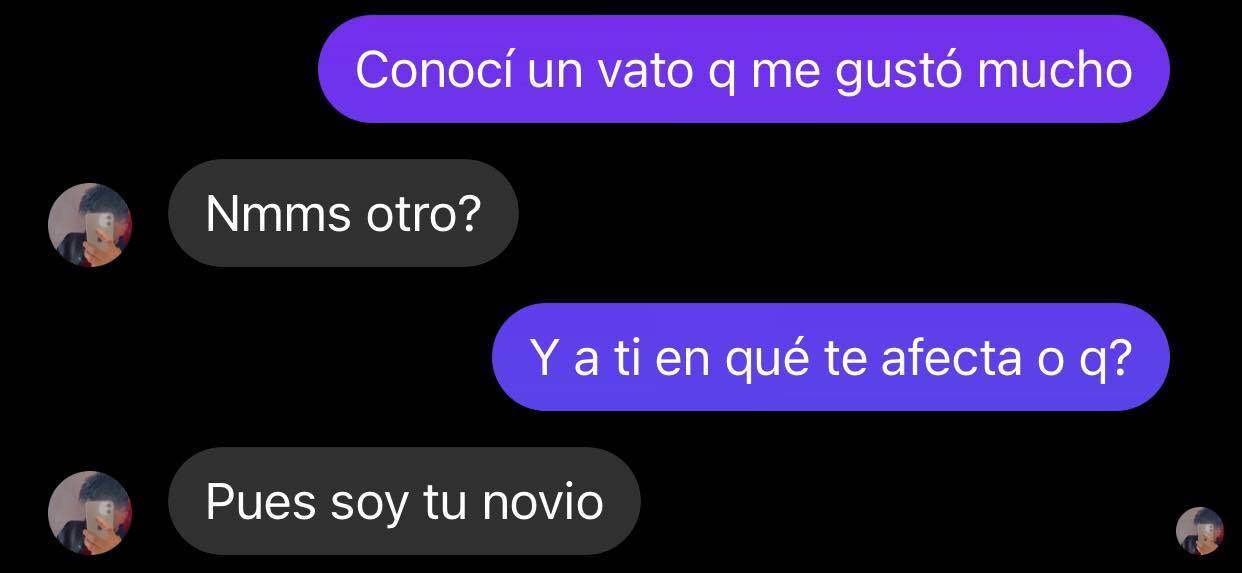 Conocí un vato q me gustó mucho
Nmms otro?
Y a ti en qué te afecta o q?
Pues soy tu novio